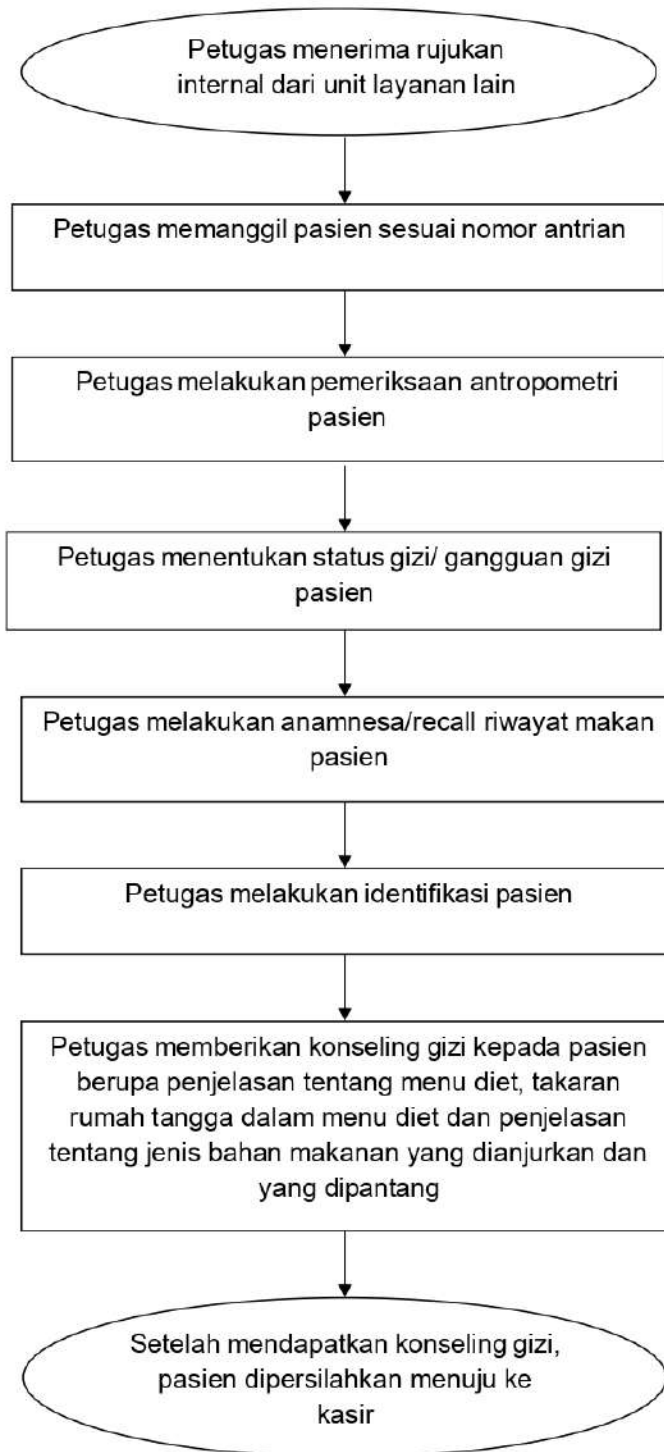 Petugas menerima rujukan
internal dari unit layanan lain
Petugas memanggil pasien sesuai nomor antrian
Petugas melakukan pemeriksaan antropometri
pasien
Petugas menentukan status gizi/ gangguan gizi
pasien
Petugas melakukan anamnesa/recall riwayat makan
pasien
Petugas melakukan identifikasi pasien
Petugas memberikan konseling gizi kepada pasien
berupa penjelasan tentang menu diet, takaran
rumah tangga dalam menu diet dan penjelasan
tentang jenis bahan makanan yang dianjurkan dan
yang dipantang
Setelah mendapatkan konseling gizi,
pasien dipersilahkan menuju ke
kasir